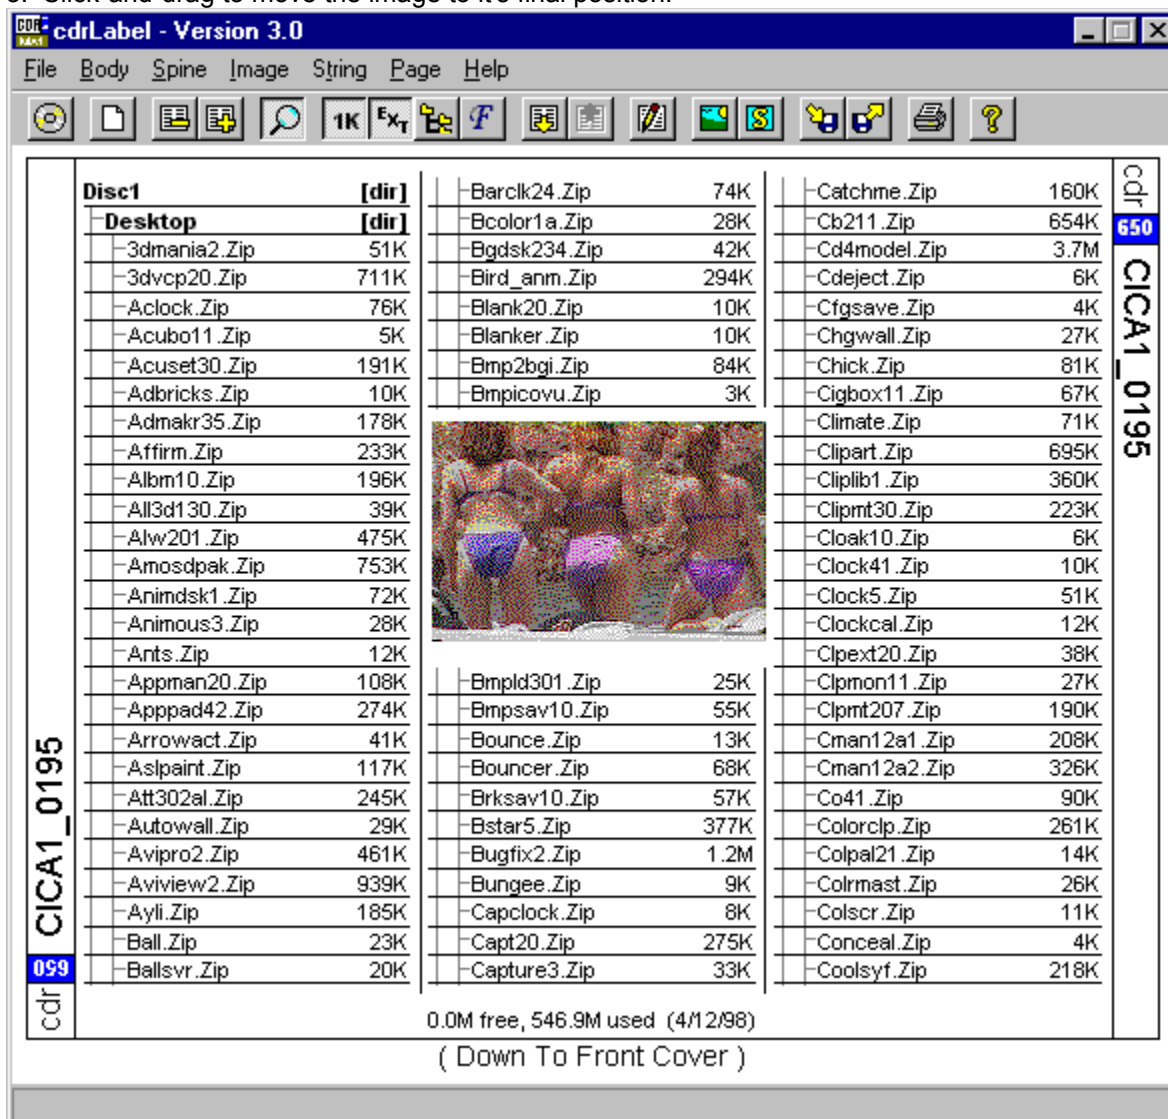 Click and drag to move the image to it's final position.
cdrLabel - Version 3.0
File Body Spine Image String Page Help
1K EXT F S ?
Disc1 [dir]
Desktop [dir]
3dmania2.Zip 51K
3dvcp20.Zip 711K
Aclock.Zip 76K
Acubo11.Zip 5K
Acuset30.Zip 191K
Adbricks.Zip 10K
Admakr35.Zip 178K
Affirm.Zip 233K
Albm10.Zip 196K
All3d130.Zip 39K
Alw201.Zip 475K
Amosdpak.Zip 753K
Animdsk1.Zip 72K
Animous3.Zip 28K
Ants.Zip 12K
Appman20.Zip 108K
Apppad42.Zip 274K
Arrowact.Zip 41K
Aslpaint.Zip 117K
Att302al.Zip 245K
Autowall.Zip 29K
Avipro2.Zip 461K
Aviview2.Zip 939K
Ayli.Zip 185K
Ball.Zip 23K
Ballsvr.Zip 20K
Barclk24.Zip 74K
Bcolor1a.Zip 28K
Bgdsk234.Zip 42K
Bird_anm.Zip 294K
Blank20.Zip 10K
Blanker.Zip 10K
Bmp2bgi.Zip 84K
Bmpicovu.Zip 3K
Bmpld301.Zip 25K
Bmpsav10.Zip 55K
Bounce.Zip 13K
Bouncer.Zip 68K
Brksav10.Zip 57K
Bstar5.Zip 377K
Bugfix2.Zip 1.2M
Bungee.Zip 9K
Capclock.Zip 8K
Capt20.Zip 275K
Capture3.Zip 33K
Catchme.Zip 160K
Cb211.Zip 654K
Cd4model.Zip 3.7M
Cdeject.Zip 6K
Cfgsave.Zip 4K
Chgwall.Zip 27K
Chick.Zip 81K
Cigbox11.Zip 67K
Climate.Zip 71K
Clipart.Zip 695K
Cliplib1.Zip 360K
Clipmt30.Zip 223K
Cloak10.Zip 6K
Clock41.Zip 10K
Clock5.Zip 51K
Clockcal.Zip 12K
Clpext20.Zip 38K
Clpmon11.Zip 27K
Clpmt207.Zip 190K
Cman12a1.Zip 208K
Cman12a2.Zip 326K
Co41.Zip 90K
Colorclp.Zip 261K
Colpal21.Zip 14K
Colrmast.Zip 26K
Colscr.Zip 11K
Conceal.Zip 4K
Coolsyf.Zip 218K
cdr 650 CICA1_0195
cdr 650 CICA1_0195
0.0M free, 546.9M used (4/12/98)
( Down To Front Cover )